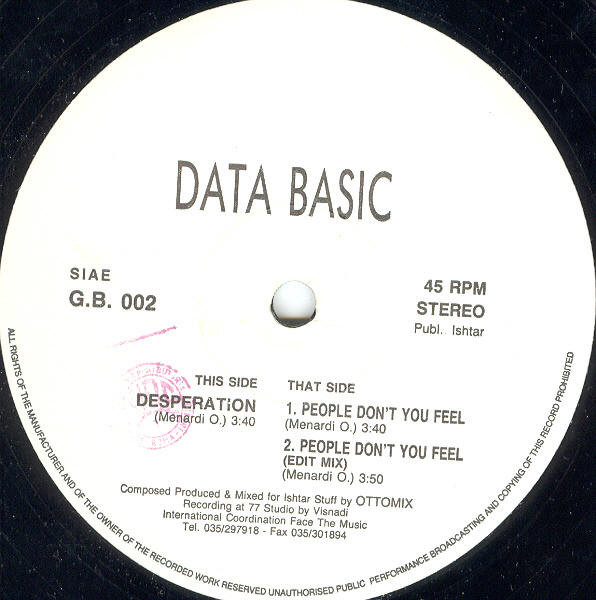 DATA BASIC
SIAE
G.B. 002
45 RPM
STEREO
Publ. Ishtar
THIS SIDE
DESPERATiON
(Menardi O.) 3:40
THAT SIDE
1. PEOPLE DON'T YOU FEEL
(Menardi O.) 3:40
2. PEOPLE DON'T YOU FEEL
(EDIT MIX)
(Menardi O.) 3:50
Composed Produced & Mixed for Ishtar Stuff by OTTOMIX
Recording at 77 Studio by Visnadi
International Coordination Face The Music
Tel. 035/297918 - Fax 035/301894
ALL RIGHTS OF THE MANUFACTURER AND OF THE OWNER OF THE RECORDED WORK RESERVED UNAUTHORISED PUBLIC PERFORMANCE BROADCASTING AND COPYING OF THIS RECORD PROHIBITED